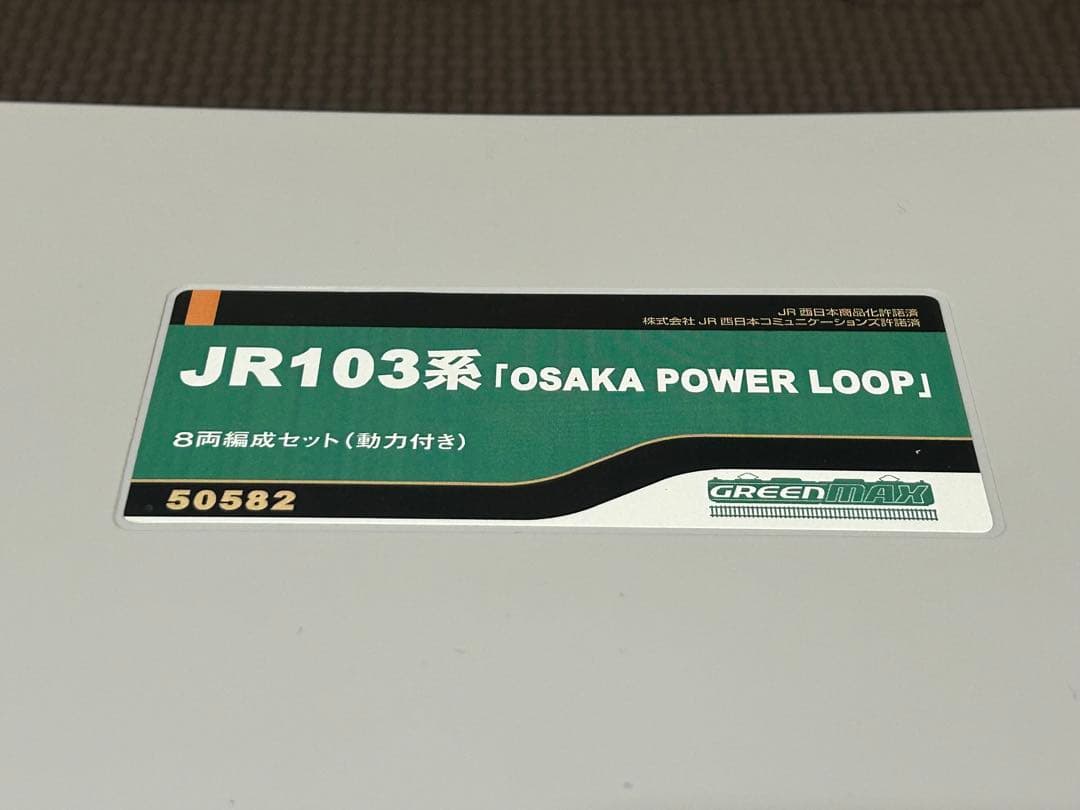 JR西日本商品化許諾済
株式会社JR西日本コミュニケーションズ許諾済
JR103系「OSAKA POWER LOOP」
8両編成セット(動力付き)
50582
GREENMAX